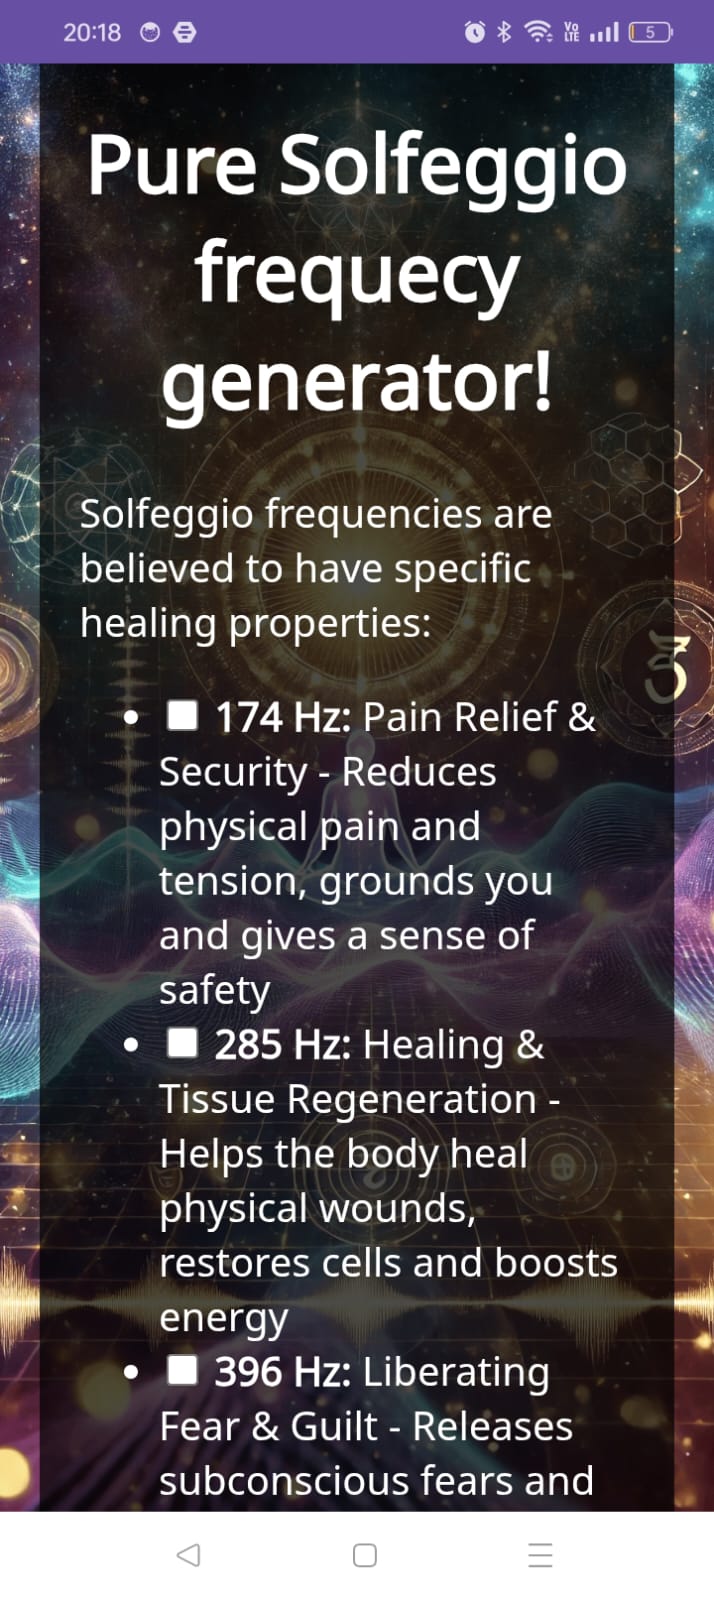 20:18 Vo LTE 5
Pure Solfeggio
frequecy
generator!
Solfeggio frequencies are
believed to have specific
healing properties:
• 174 Hz: Pain Relief &
Security - Reduces
physical pain and
tension, grounds you
and gives a sense of
safety
• 285 Hz: Healing &
Tissue Regeneration -
Helps the body heal
physical wounds,
restores cells and boosts
energy
• 396 Hz: Liberating
Fear & Guilt - Releases
subconscious fears and